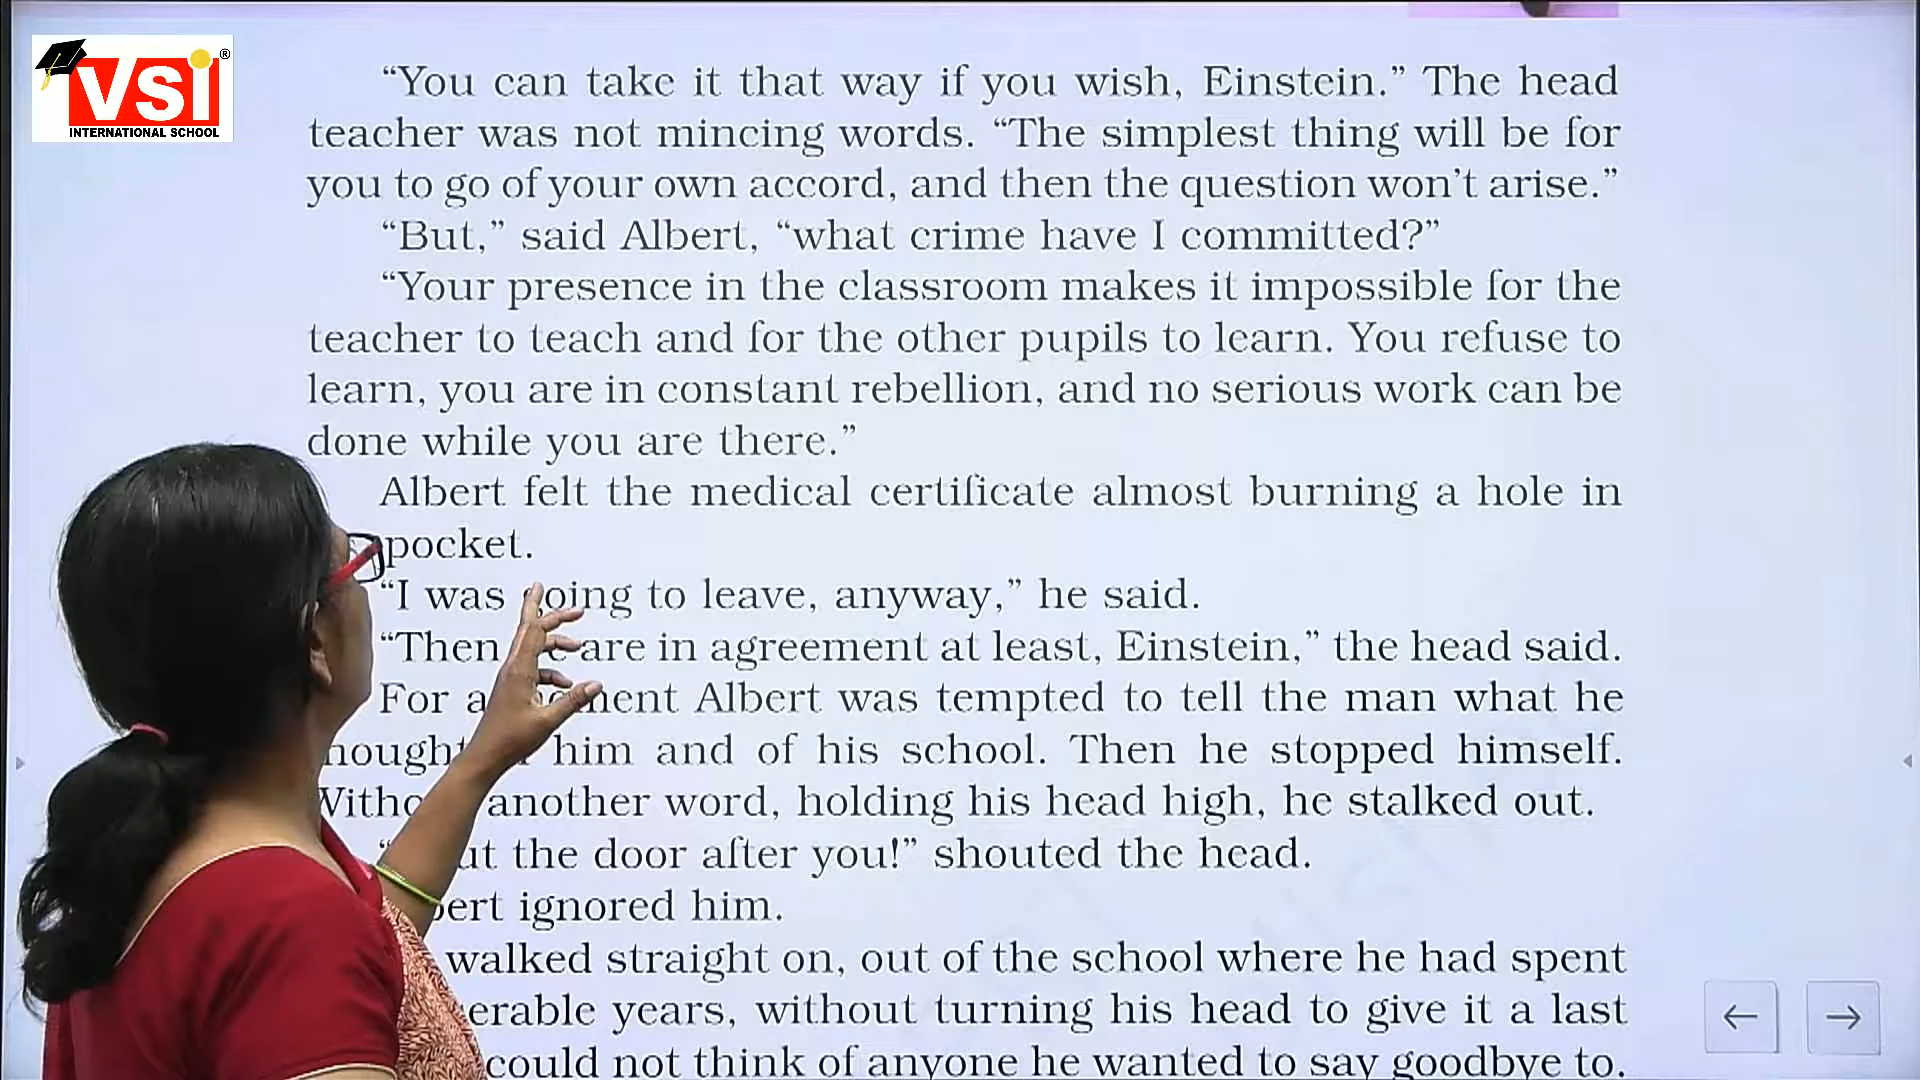 VSI ®
INTERNATIONAL SCHOOL
“You can take it that way if you wish, Einstein.” The head
teacher was not mincing words. “The simplest thing will be for
you to go of your own accord, and then the question won’t arise.”
“But,” said Albert, “what crime have I committed?”
“Your presence in the classroom makes it impossible for the
teacher to teach and for the other pupils to learn. You refuse to
learn, you are in constant rebellion, and no serious work can be
done while you are there.”
Albert felt the medical certificate almost burning a hole in
pocket.
“I was going to leave, anyway,” he said.
“Then are in agreement at least, Einstein,” the head said.
For a moment Albert was tempted to tell the man what he
him and of his school. Then he stopped himself.
another word, holding his head high, he stalked out.
the door after you!” shouted the head.
ignored him.
walked straight on, out of the school where he had spent
years, without turning his head to give it a last
could not think of anyone he wanted to say goodbye to.